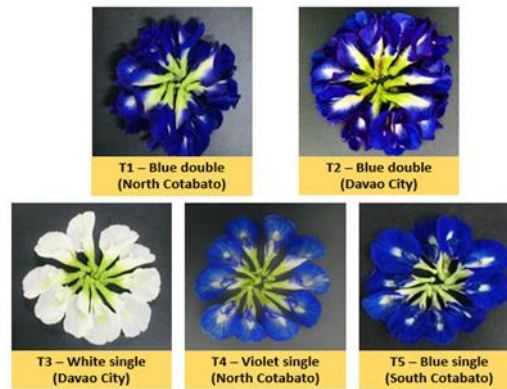 T1 – Blue double
(North Cotabato)
T2 – Blue double
(Davao City)
T3 – White single
(Davao City)
T4 – Violet single
(North Cotabato)
T5 – Blue single
(South Cotabato)